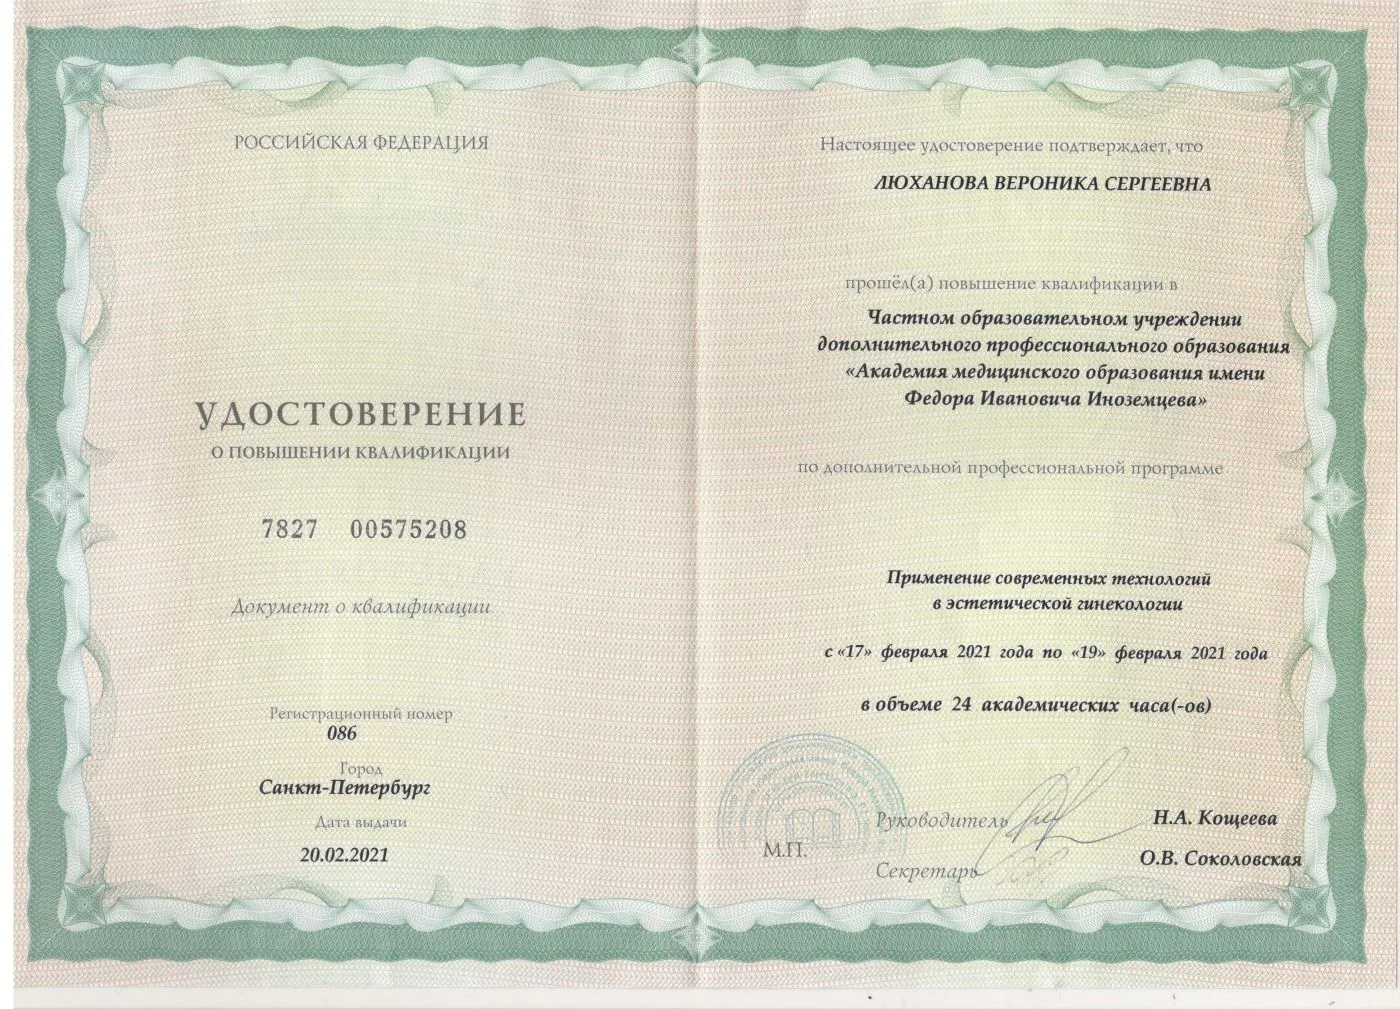 РОССИЙСКАЯ ФЕДЕРАЦИЯ
УДОСТОВЕРЕНИЕ
О ПОВЫШЕНИИ КВАЛИФИКАЦИИ
7827 00575208
Документ о квалификации
Регистрационный номер
086
Город
Санкт-Петербург
Дата выдачи
20.02.2021
Настоящее удостоверение подтверждает, что
ЛЮХАНОВА ВЕРОНИКА СЕРГЕЕВНА
прошёл(а) повышение квалификации в
Частном образовательном учреждении
дополнительного профессионального образования
«Академия медицинского образования имени
Федора Ивановича Иноземцева»
по дополнительной профессиональной программе
Применение современных технологий
в эстетической гинекологии
с «17» февраля 2021 года по «19» февраля 2021 года
в объеме 24 академических часа(-ов)
М.П.
Руководитель Н.А. Кощеева
Секретарь О.В. Соколовская